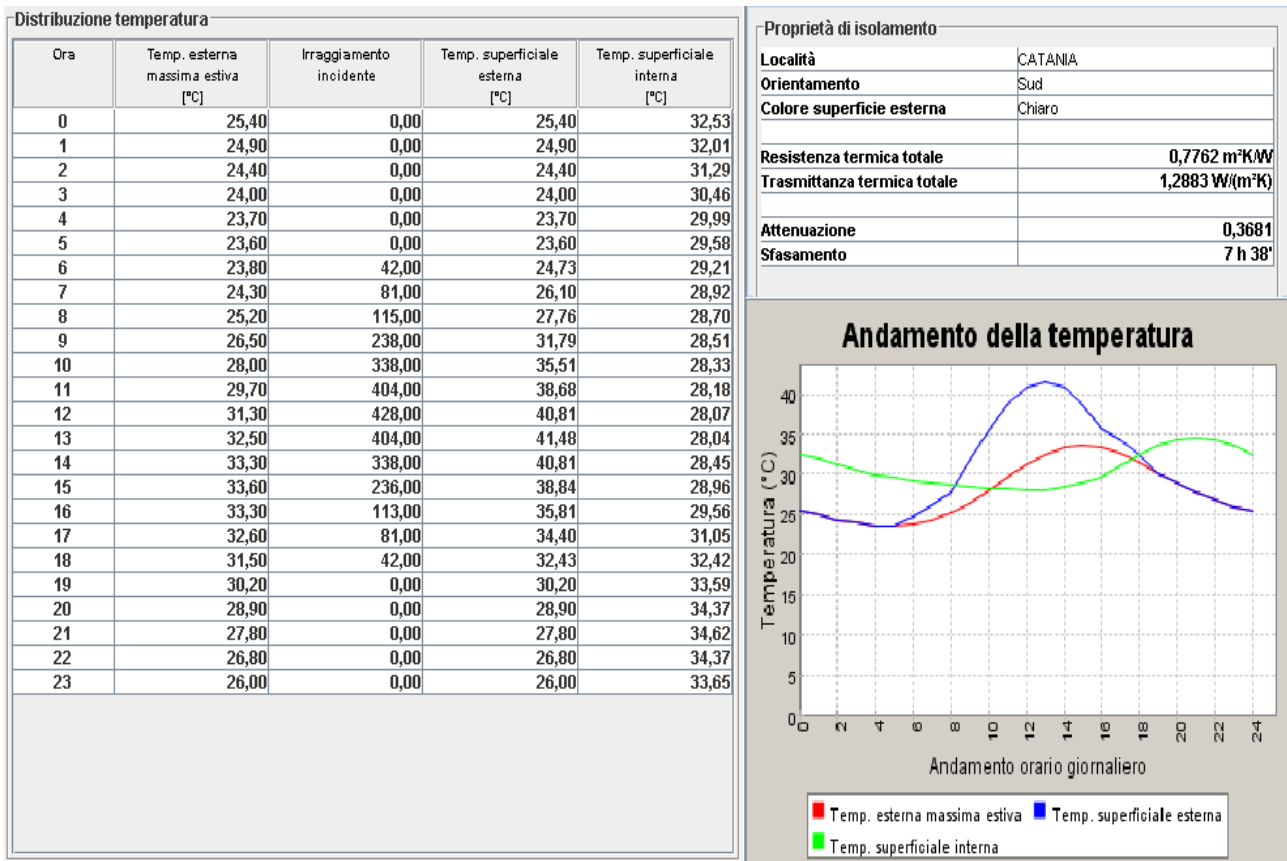 Distribuzione temperatura
Ora Temp. esterna massima estiva [°C] Irraggiamento incidente Temp. superficiale esterna [°C] Temp. superficiale interna [°C]
0 25,40 0,00 25,40 32,53
1 24,90 0,00 24,90 32,01
2 24,40 0,00 24,40 31,29
3 24,00 0,00 24,00 30,46
4 23,70 0,00 23,70 29,99
5 23,60 0,00 23,60 29,58
6 23,80 42,00 24,73 29,21
7 24,30 81,00 26,10 28,92
8 25,20 115,00 27,76 28,70
9 26,50 238,00 31,79 28,51
10 28,00 338,00 35,51 28,33
11 29,70 404,00 38,68 28,18
12 31,30 428,00 40,81 28,07
13 32,50 404,00 41,48 28,04
14 33,30 338,00 40,81 28,45
15 33,60 236,00 38,84 28,96
16 33,30 113,00 35,81 29,56
17 32,60 81,00 34,40 31,05
18 31,50 42,00 32,43 32,42
19 30,20 0,00 30,20 33,59
20 28,90 0,00 28,90 34,37
21 27,80 0,00 27,80 34,62
22 26,80 0,00 26,80 34,37
23 26,00 0,00 26,00 33,65
Proprietà di isolamento
Località CATANIA
Orientamento Sud
Colore superficie esterna Chiaro
Resistenza termica totale 0,7762 m²K/W
Trasmittanza termica totale 1,2883 W/(m²K)
Attenuazione 0,3681
Sfasamento 7 h 38'
Andamento della temperatura
Temperatura (°C)
40
35
30
25
20
15
10
5
0
0 2 4 6 8 10 12 14 16 18 20 22 24
Andamento orario giornaliero
Temp. esterna massima estiva Temp. superficiale esterna
Temp. superficiale interna